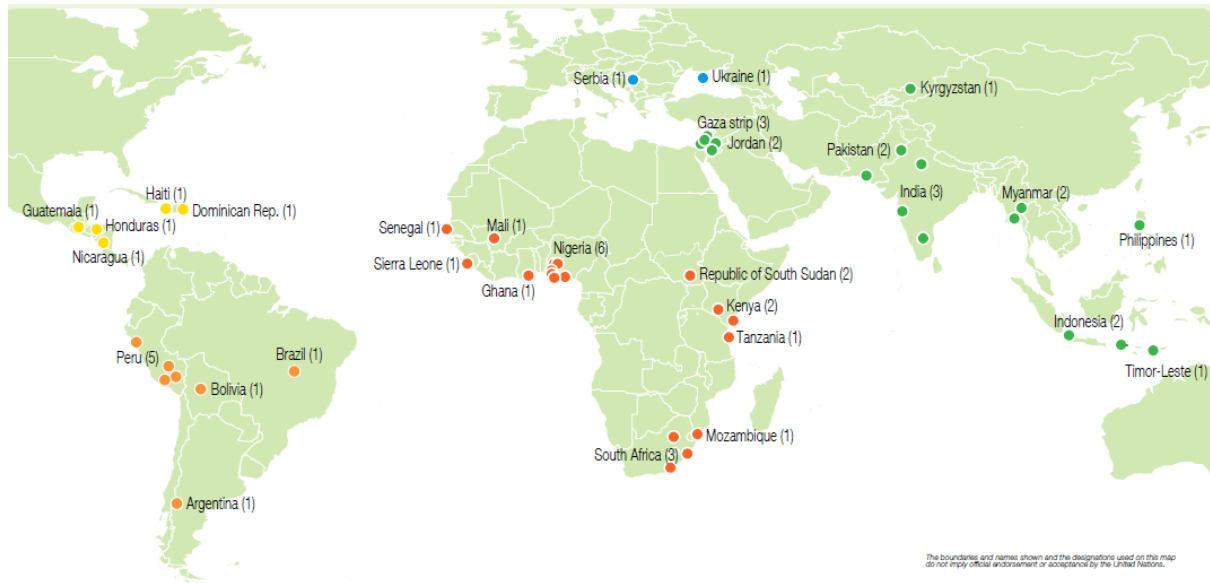 Serbia (1)
Ukraine (1)
Kyrgyzstan (1)
Gaza strip (3)
Jordan (2)
Pakistan (2)
India (3)
Myanmar (2)
Philippines (1)
Haiti (1)
Dominican Rep. (1)
Guatemala (1)
Honduras (1)
Nicaragua (1)
Senegal (1)
Mali (1)
Nigeria (6)
Sierra Leone (1)
Ghana (1)
Republic of South Sudan (2)
Kenya (2)
Tanzania (1)
Indonesia (2)
Timor-Leste (1)
Peru (5)
Brazil (1)
Bolivia (1)
Mozambique (1)
South Africa (3)
Argentina (1)
The boundaries and names shown and the designations used on this map
do not imply official endorsement or acceptance by the United Nations.